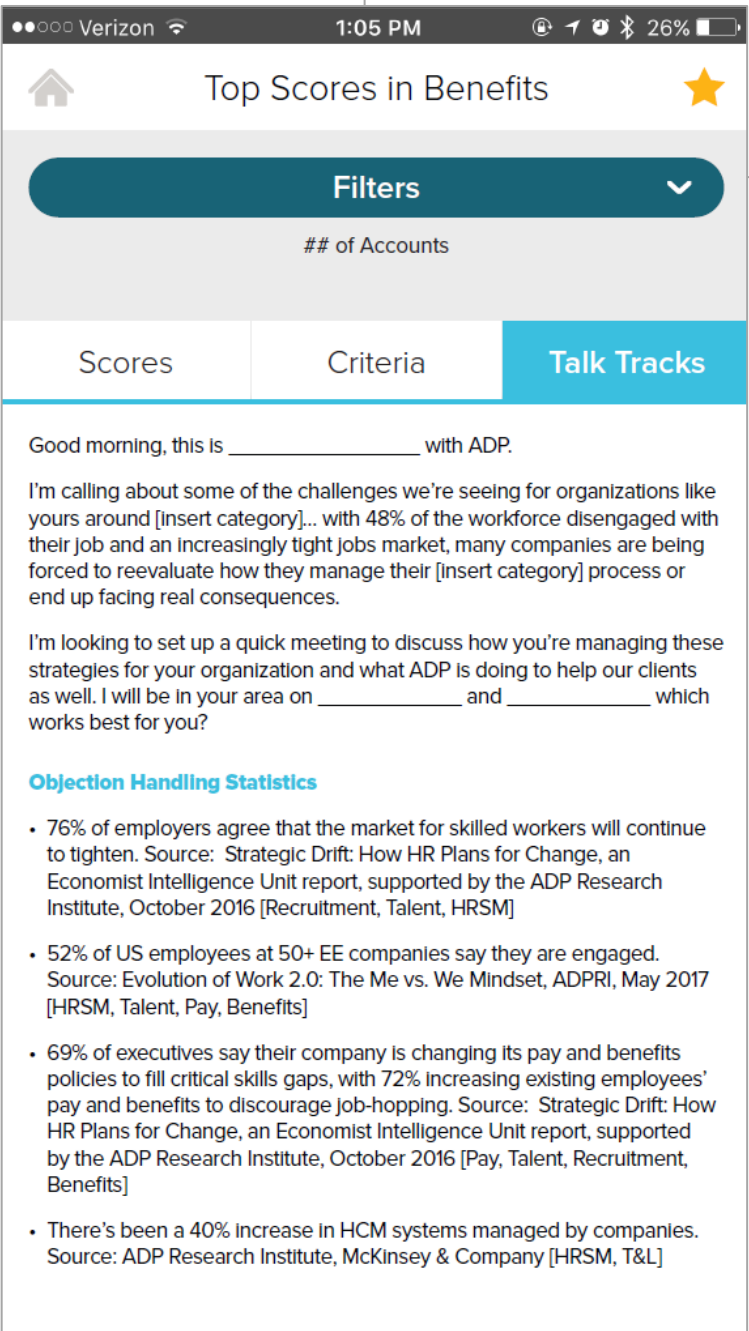 Verizon 1:05 PM 26%
Top Scores in Benefits
Filters
## of Accounts
Scores Criteria Talk Tracks
Good morning, this is __________________ with ADP.
I'm calling about some of the challenges we're seeing for organizations like
yours around [insert category]... with 48% of the workforce disengaged with
their job and an increasingly tight jobs market, many companies are being
forced to reevaluate how they manage their [insert category] process or
end up facing real consequences.
I'm looking to set up a quick meeting to discuss how you're managing these
strategies for your organization and what ADP is doing to help our clients
as well. I will be in your area on ______________ and ______________ which
works best for you?
Objection Handling Statistics
• 76% of employers agree that the market for skilled workers will continue
to tighten. Source:  Strategic Drift: How HR Plans for Change, an
Economist Intelligence Unit report, supported by the ADP Research
Institute, October 2016 [Recruitment, Talent, HRSM]
• 52% of US employees at 50+ EE companies say they are engaged.
Source: Evolution of Work 2.0: The Me vs. We Mindset, ADPRI, May 2017
[HRSM, Talent, Pay, Benefits]
• 69% of executives say their company is changing its pay and benefits
policies to fill critical skills gaps, with 72% increasing existing employees'
pay and benefits to discourage job-hopping. Source:  Strategic Drift: How
HR Plans for Change, an Economist Intelligence Unit report, supported
by the ADP Research Institute, October 2016 [Pay, Talent, Recruitment,
Benefits]
• There's been a 40% increase in HCM systems managed by companies.
Source: ADP Research Institute, McKinsey & Company [HRSM, T&L]